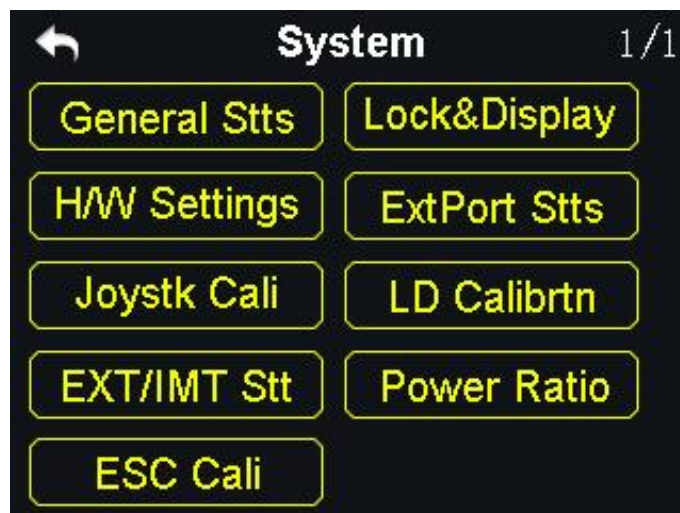 System 1/1
General Stts Lock&Display
H/W Settings ExtPort Stts
Joystk Cali LD Calibrtn
EXT/IMT Stt Power Ratio
ESC Cali